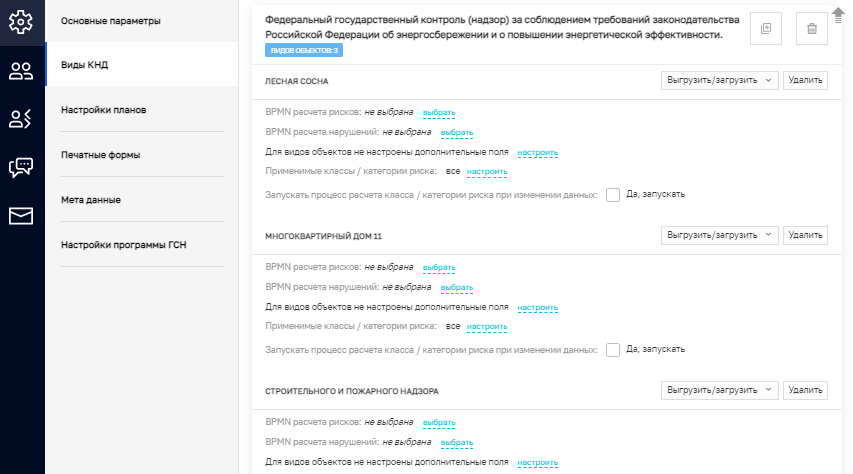 Основные параметры
Виды КНД
Настройки планов
Печатные формы
Мета данные
Настройки программы ГСН
Федеральный государственный контроль (надзор) за соблюдением требований законодательства
Российской Федерации об энергосбережении и о повышении энергетической эффективности.
ВИДОВ ОБЪЕКТОВ: 3
ЛЕСНАЯ СОСНА Выгрузить/загрузить Удалить
BPMN расчета рисков: не выбрана выбрать
BPMN расчета нарушений: не выбрана выбрать
Для видов объектов не настроены дополнительные поля настроить
Применимые классы / категории риска: все настроить
Запускать процесс расчета класса / категории риска при изменении данных: Да, запускать
МНОГОКВАРТИРНЫЙ ДОМ 11 Выгрузить/загрузить Удалить
BPMN расчета рисков: не выбрана выбрать
BPMN расчета нарушений: не выбрана выбрать
Для видов объектов не настроены дополнительные поля настроить
Применимые классы / категории риска: все настроить
Запускать процесс расчета класса / категории риска при изменении данных: Да, запускать
СТРОИТЕЛЬНОГО И ПОЖАРНОГО НАДЗОРА Выгрузить/загрузить Удалить
BPMN расчета рисков: не выбрана выбрать
BPMN расчета нарушений: не выбрана выбрать
Для видов объектов не настроены дополнительные поля настроить